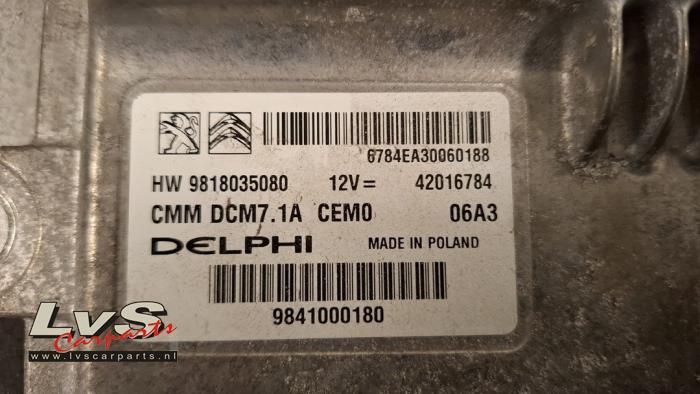 6784EA30060188
HW 9818035080 12V= 42016784
CMM DCM7.1A CEM0 06A3
DELPHI MADE IN POLAND
9841000180
LvS
Carparts
www.lvscarparts.nl